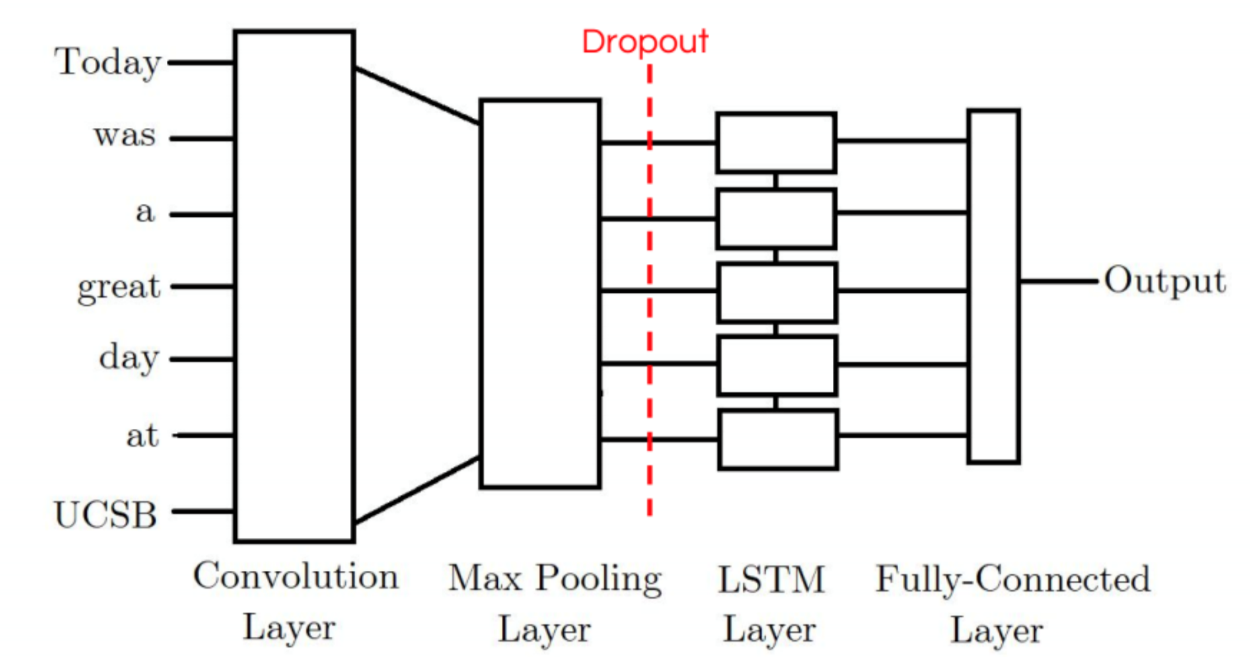 Dropout
Today
was
a
great
day
at
UCSB
Output
Convolution
Layer
Max Pooling
Layer
LSTM
Layer
Fully-Connected
Layer